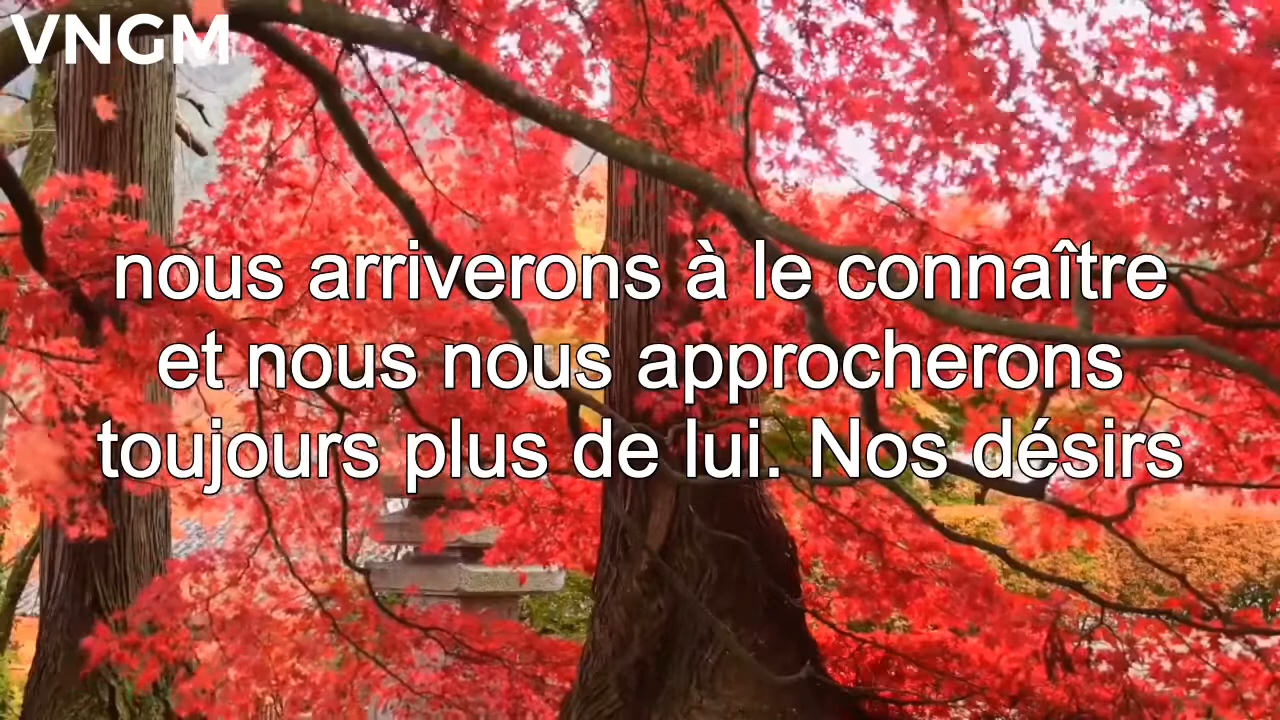 VNGM
nous arriverons à le connaître
et nous nous approcherons
toujours plus de lui. Nos désirs